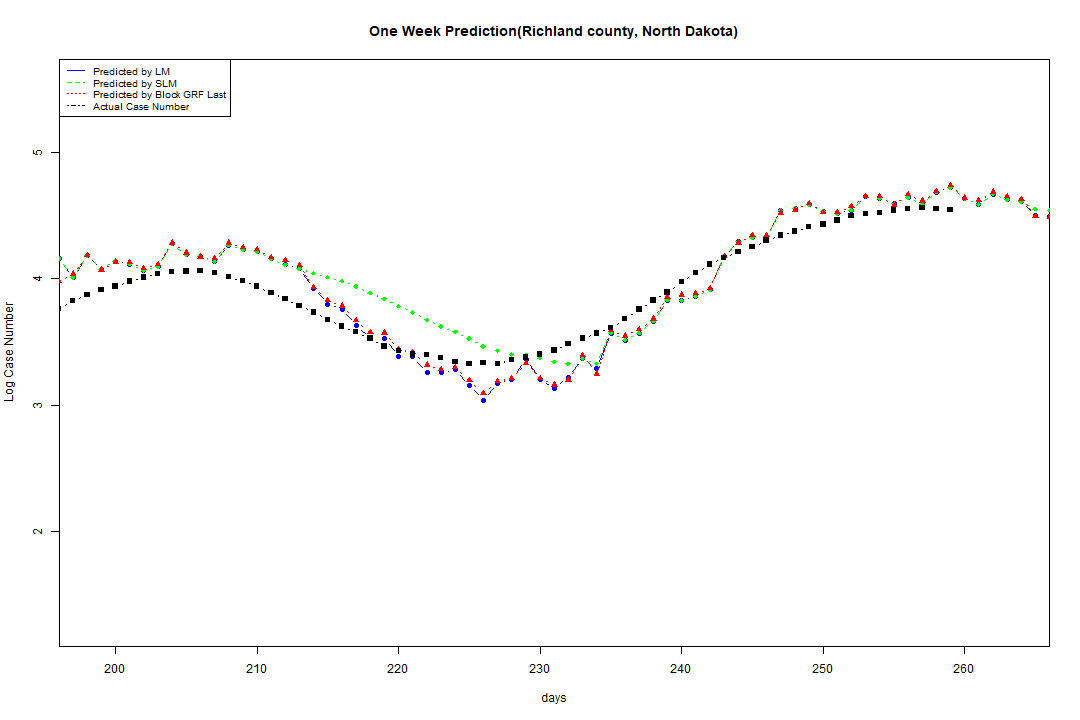 One Week Prediction(Richland county, North Dakota)
Predicted by LM
Predicted by SLM
Predicted by Block GRF Last
Actual Case Number
5
4
3
2
Log Case Number
200 210 220 230 240 250 260
days